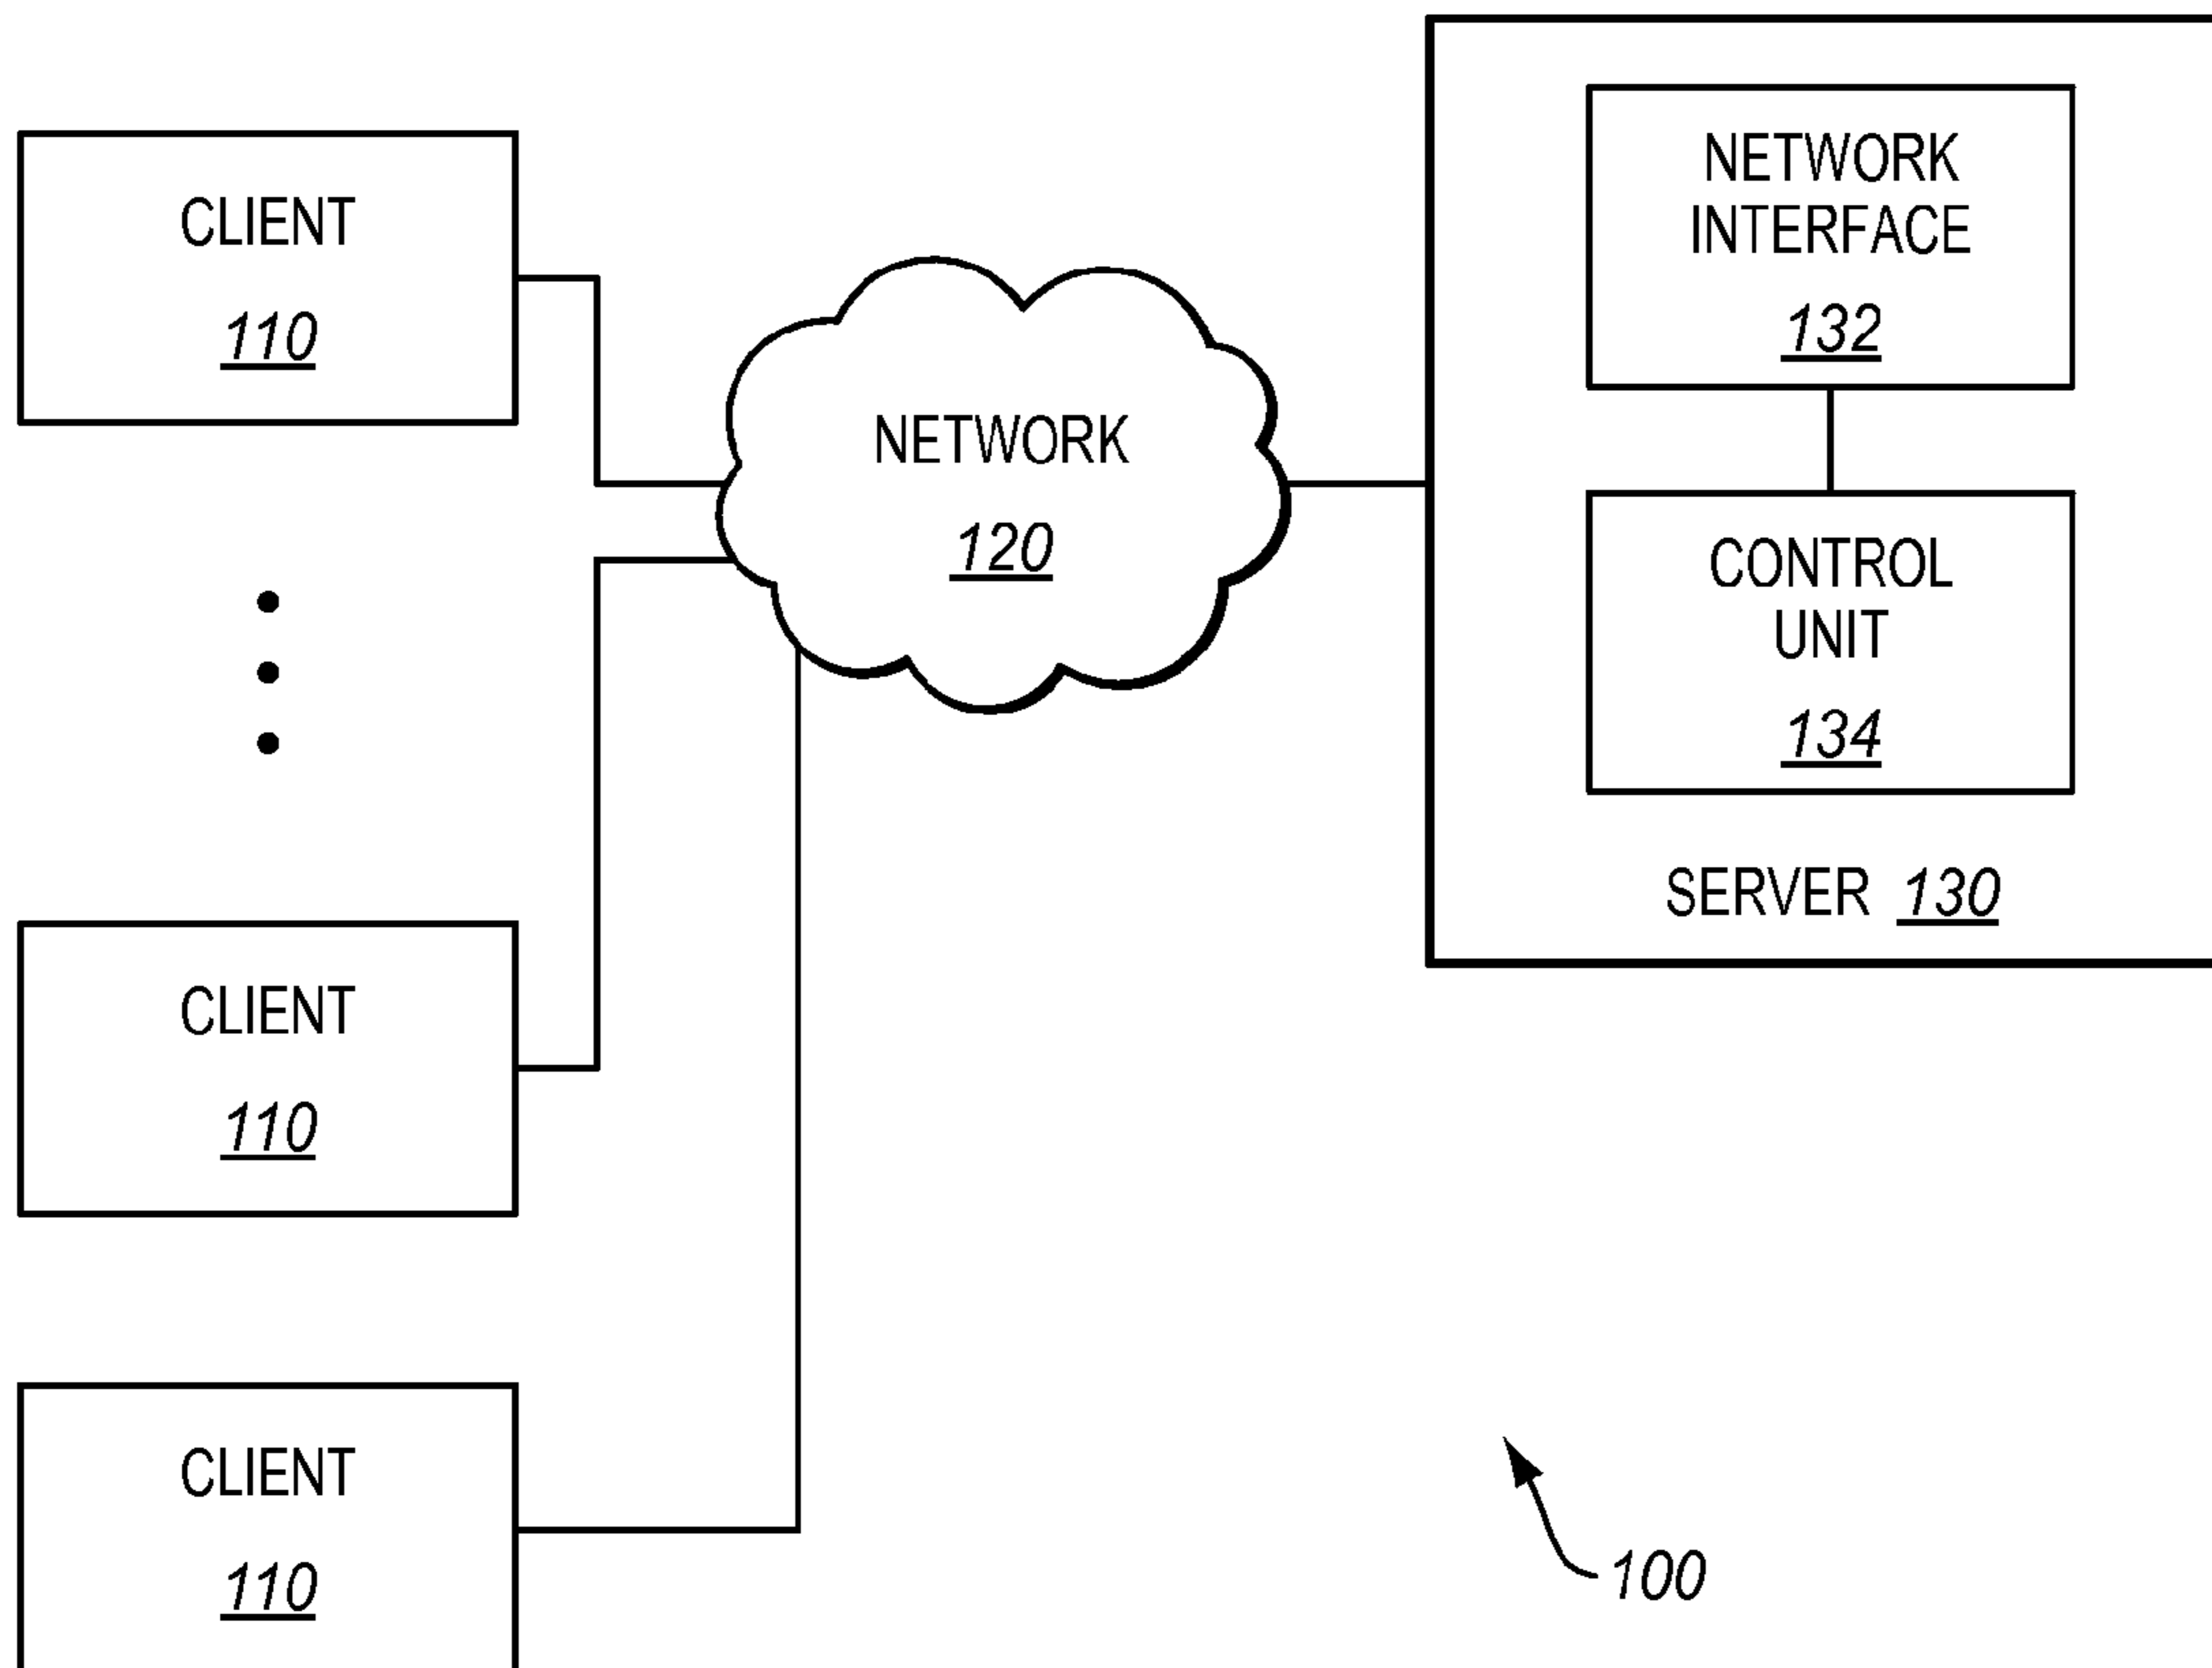 CLIENT
110
CLIENT
110
CLIENT
110
NETWORK
120
NETWORK
INTERFACE
132
CONTROL
UNIT
134
SERVER 130
100